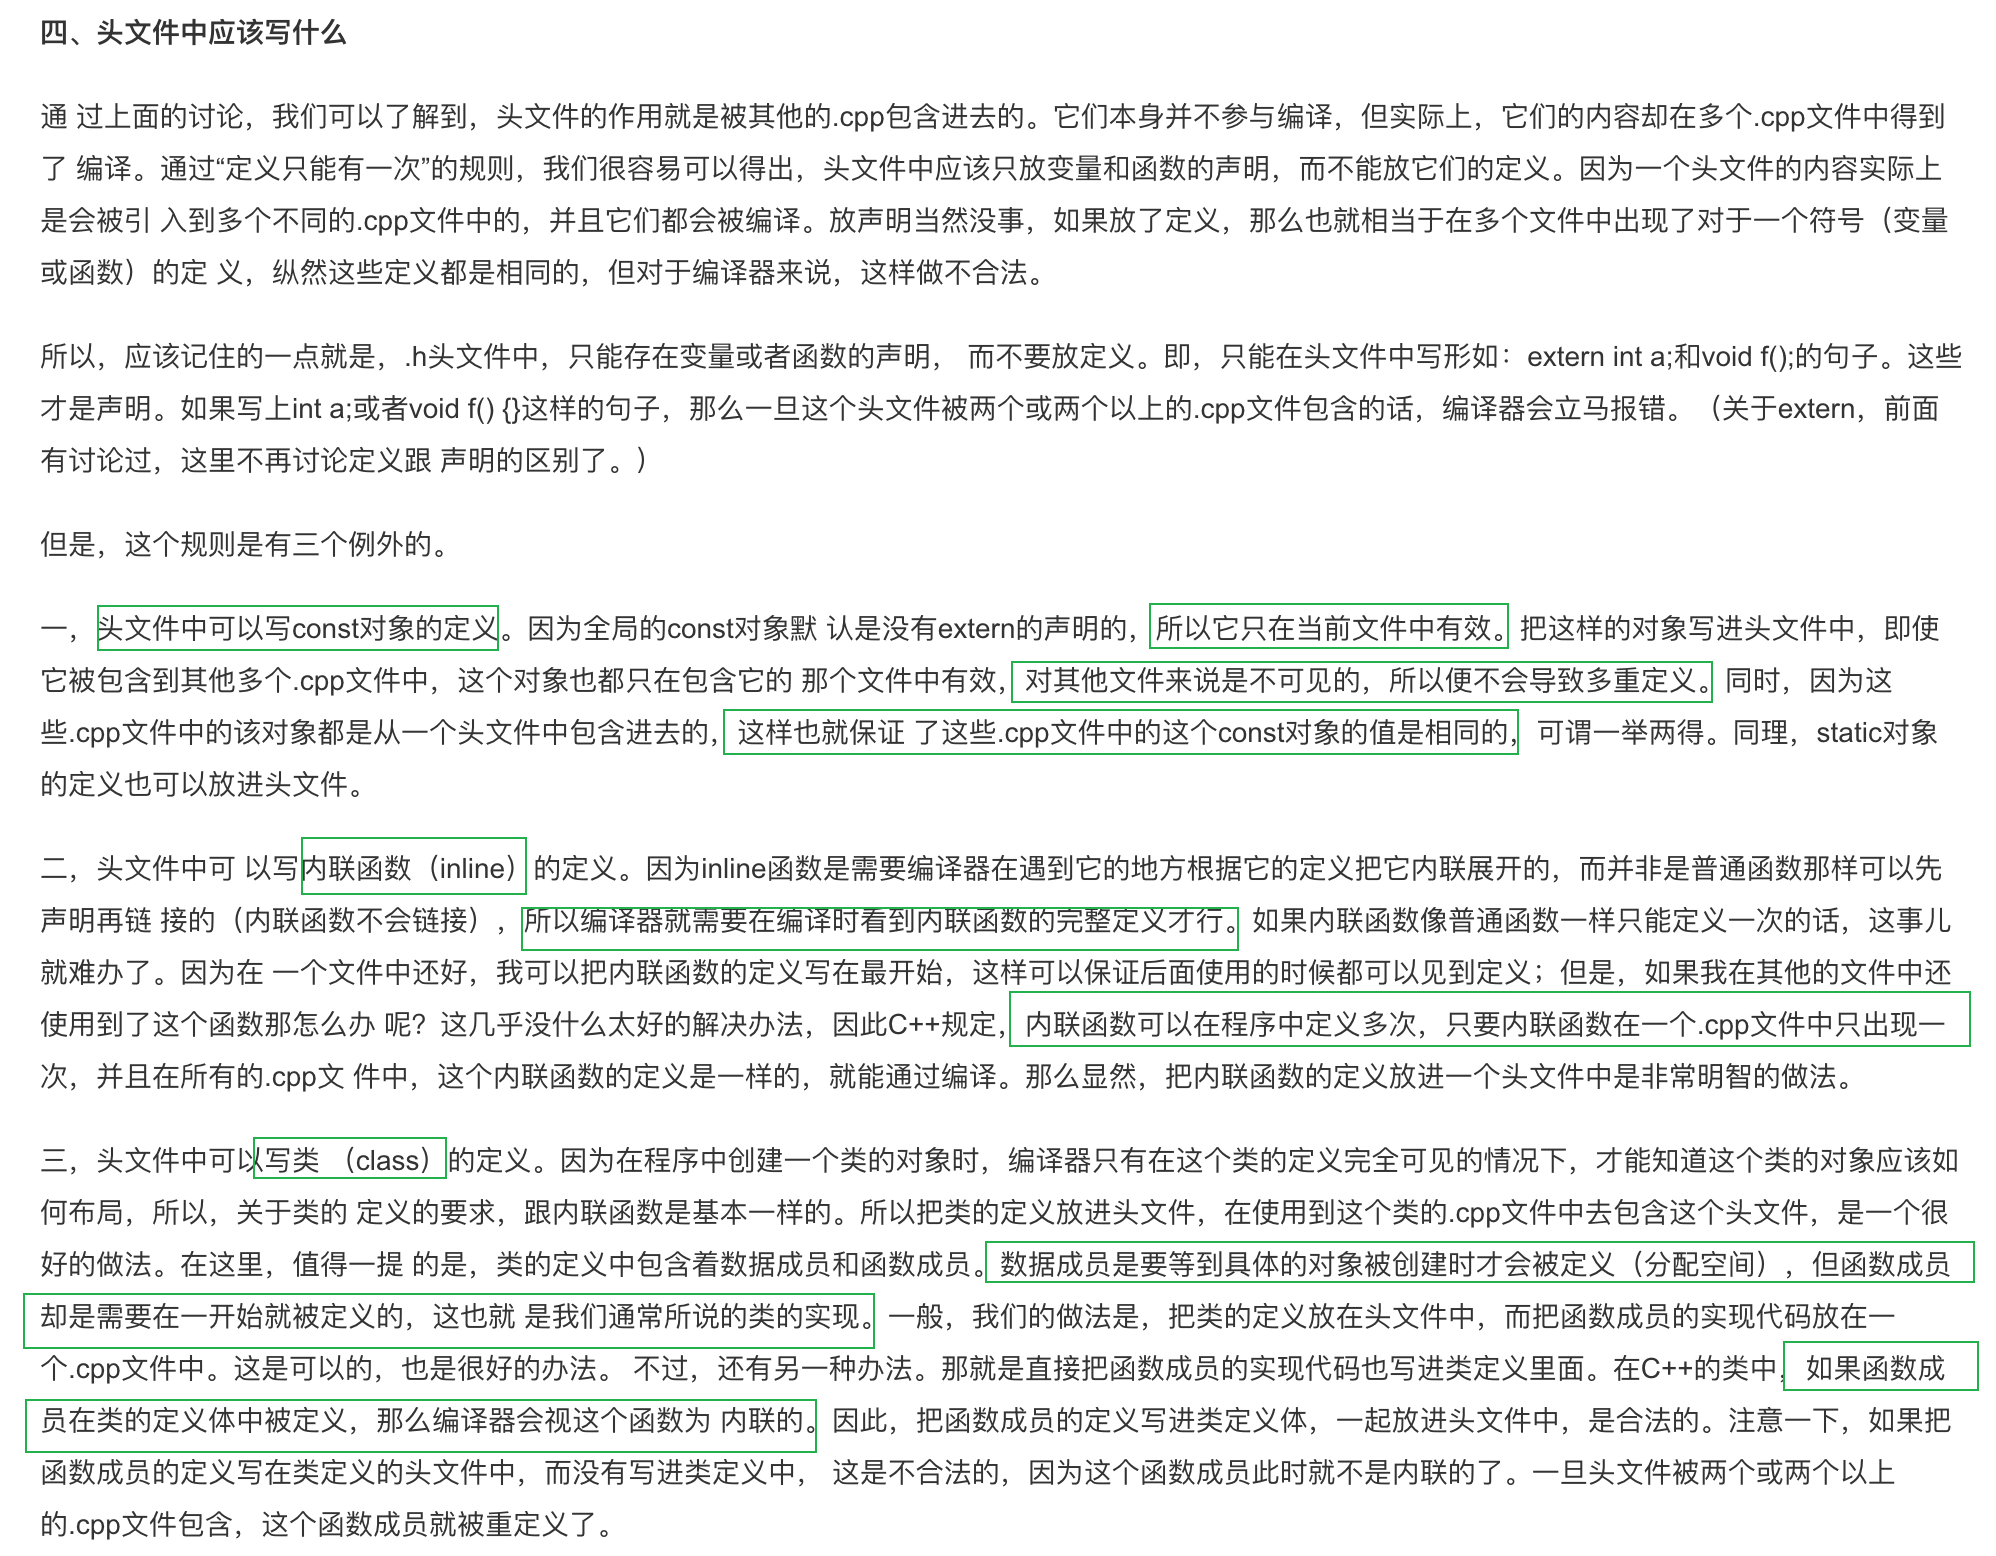 四、头文件中应该写什么
通 过上面的讨论，我们可以了解到，头文件的作用就是被其他的.cpp包含进去的。它们本身并不参与编译，但实际上，它们的内容却在多个.cpp文件中得到
了 编译。通过“定义只能有一次”的规则，我们很容易可以得出，头文件中应该只放变量和函数的声明，而不能放它们的定义。因为一个头文件的内容实际上
是会被引 入到多个不同的.cpp文件中的，并且它们都会被编译。放声明当然没事，如果放了定义，那么也就相当于在多个文件中出现了对于一个符号（变量
或函数）的定 义，纵然这些定义都是相同的，但对于编译器来说，这样做不合法。
所以，应该记住的一点就是，.h头文件中，只能存在变量或者函数的声明， 而不要放定义。即，只能在头文件中写形如：extern int a;和void f();的句子。这些
才是声明。如果写上int a;或者void f() {}这样的句子，那么一旦这个头文件被两个或两个以上的.cpp文件包含的话，编译器会立马报错。（关于extern，前面
有讨论过，这里不再讨论定义跟 声明的区别了。）
但是，这个规则是有三个例外的。
一，头文件中可以写const对象的定义。因为全局的const对象默 认是没有extern的声明的，所以它只在当前文件中有效。把这样的对象写进头文件中，即使
它被包含到其他多个.cpp文件中，这个对象也都只在包含它的 那个文件中有效，对其他文件来说是不可见的，所以便不会导致多重定义。同时，因为这
些.cpp文件中的该对象都是从一个头文件中包含进去的，这样也就保证 了这些.cpp文件中的这个const对象的值是相同的，可谓一举两得。同理，static对象
的定义也可以放进头文件。
二，头文件中可 以写内联函数（inline）的定义。因为inline函数是需要编译器在遇到它的地方根据它的定义把它内联展开的，而并非是普通函数那样可以先
声明再链 接的（内联函数不会链接），所以编译器就需要在编译时看到内联函数的完整定义才行。如果内联函数像普通函数一样只能定义一次的话，这事儿
就难办了。因为在 一个文件中还好，我可以把内联函数的定义写在最开始，这样可以保证后面使用的时候都可以见到定义；但是，如果我在其他的文件中还
使用到了这个函数那怎么办 呢？这几乎没什么太好的解决办法，因此C++规定，内联函数可以在程序中定义多次，只要内联函数在一个.cpp文件中只出现一
次，并且在所有的.cpp文 件中，这个内联函数的定义是一样的，就能通过编译。那么显然，把内联函数的定义放进一个头文件中是非常明智的做法。
三，头文件中可以写类 （class）的定义。因为在程序中创建一个类的对象时，编译器只有在这个类的定义完全可见的情况下，才能知道这个类的对象应该如
何布局，所以，关于类的 定义的要求，跟内联函数是基本一样的。所以把类的定义放进头文件，在使用到这个类的.cpp文件中去包含这个头文件，是一个很
好的做法。在这里，值得一提 的是，类的定义中包含着数据成员和函数成员。数据成员是要等到具体的对象被创建时才会被定义（分配空间），但函数成员
却是需要在一开始就被定义的，这也就 是我们通常所说的类的实现。一般，我们的做法是，把类的定义放在头文件中，而把函数成员的实现代码放在一
个.cpp文件中。这是可以的，也是很好的办法。 不过，还有另一种办法。那就是直接把函数成员的实现代码也写进类定义里面。在C++的类中，如果函数成
员在类的定义体中被定义，那么编译器会视这个函数为 内联的。因此，把函数成员的定义写进类定义体，一起放进头文件中，是合法的。注意一下，如果把
函数成员的定义写在类定义的头文件中，而没有写进类定义中， 这是不合法的，因为这个函数成员此时就不是内联的了。一旦头文件被两个或两个以上
的.cpp文件包含，这个函数成员就被重定义了。